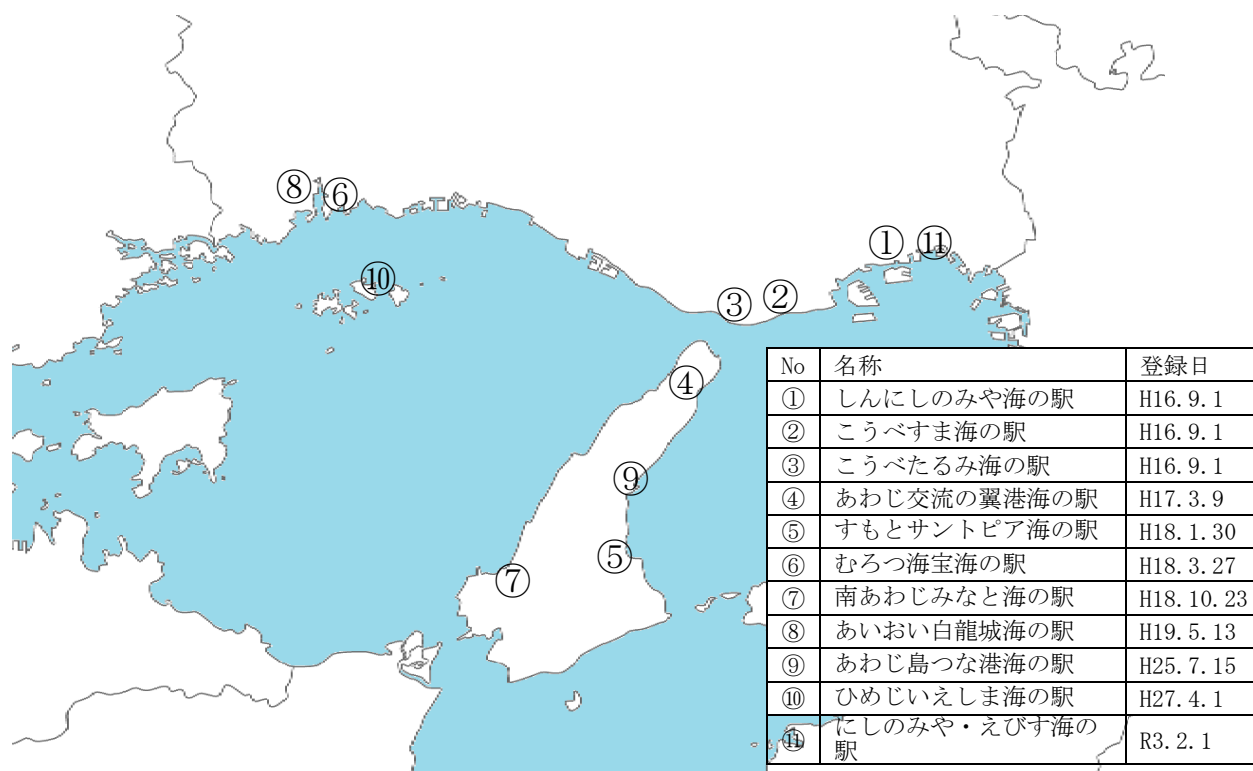 ⑧
⑥
①
⑪
⑩
③
②
④
⑨
⑤
⑦
No 名称 登録日
① しんにしのみや海の駅 H16.9.1
② こうべすま海の駅 H16.9.1
③ こうべたるみ海の駅 H16.9.1
④ あわじ交流の翼港海の駅 H17.3.9
⑤ すもとサントピア海の駅 H18.1.30
⑥ むろつ海宝海の駅 H18.3.27
⑦ 南あわじみなと海の駅 H18.10.23
⑧ あいおい白龍城海の駅 H19.5.13
⑨ あわじ島つな港海の駅 H25.7.15
⑩ ひめじいえしま海の駅 H27.4.1
⑪ にしのみや・えびす海の
駅 R3.2.1